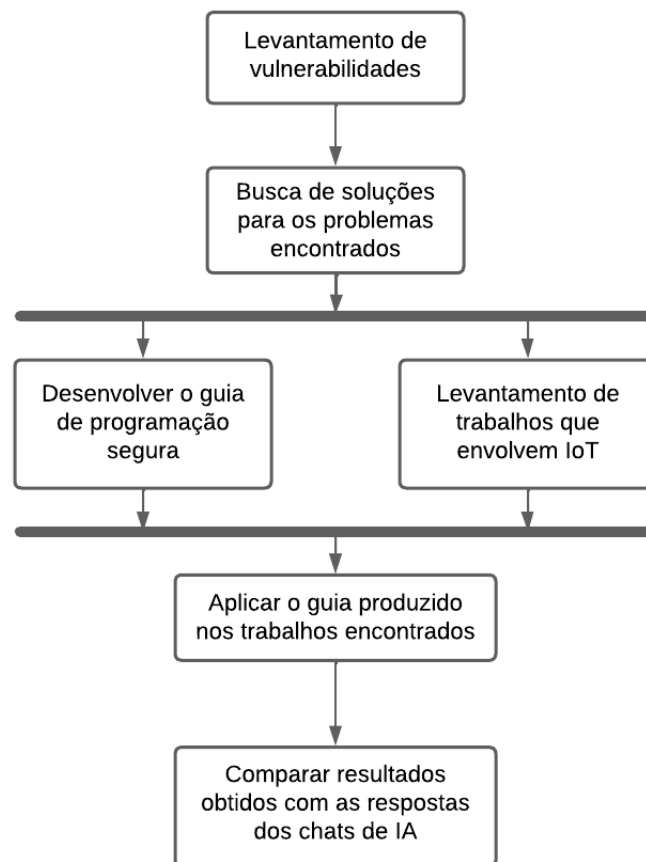 Levantamento de
vulnerabilidades
Busca de soluções
para os problemas
encontrados
Desenvolver o guia
de programação
segura
Levantamento de
trabalhos que
envolvem IoT
Aplicar o guia produzido
nos trabalhos encontrados
Comparar resultados
obtidos com as respostas
dos chats de IA